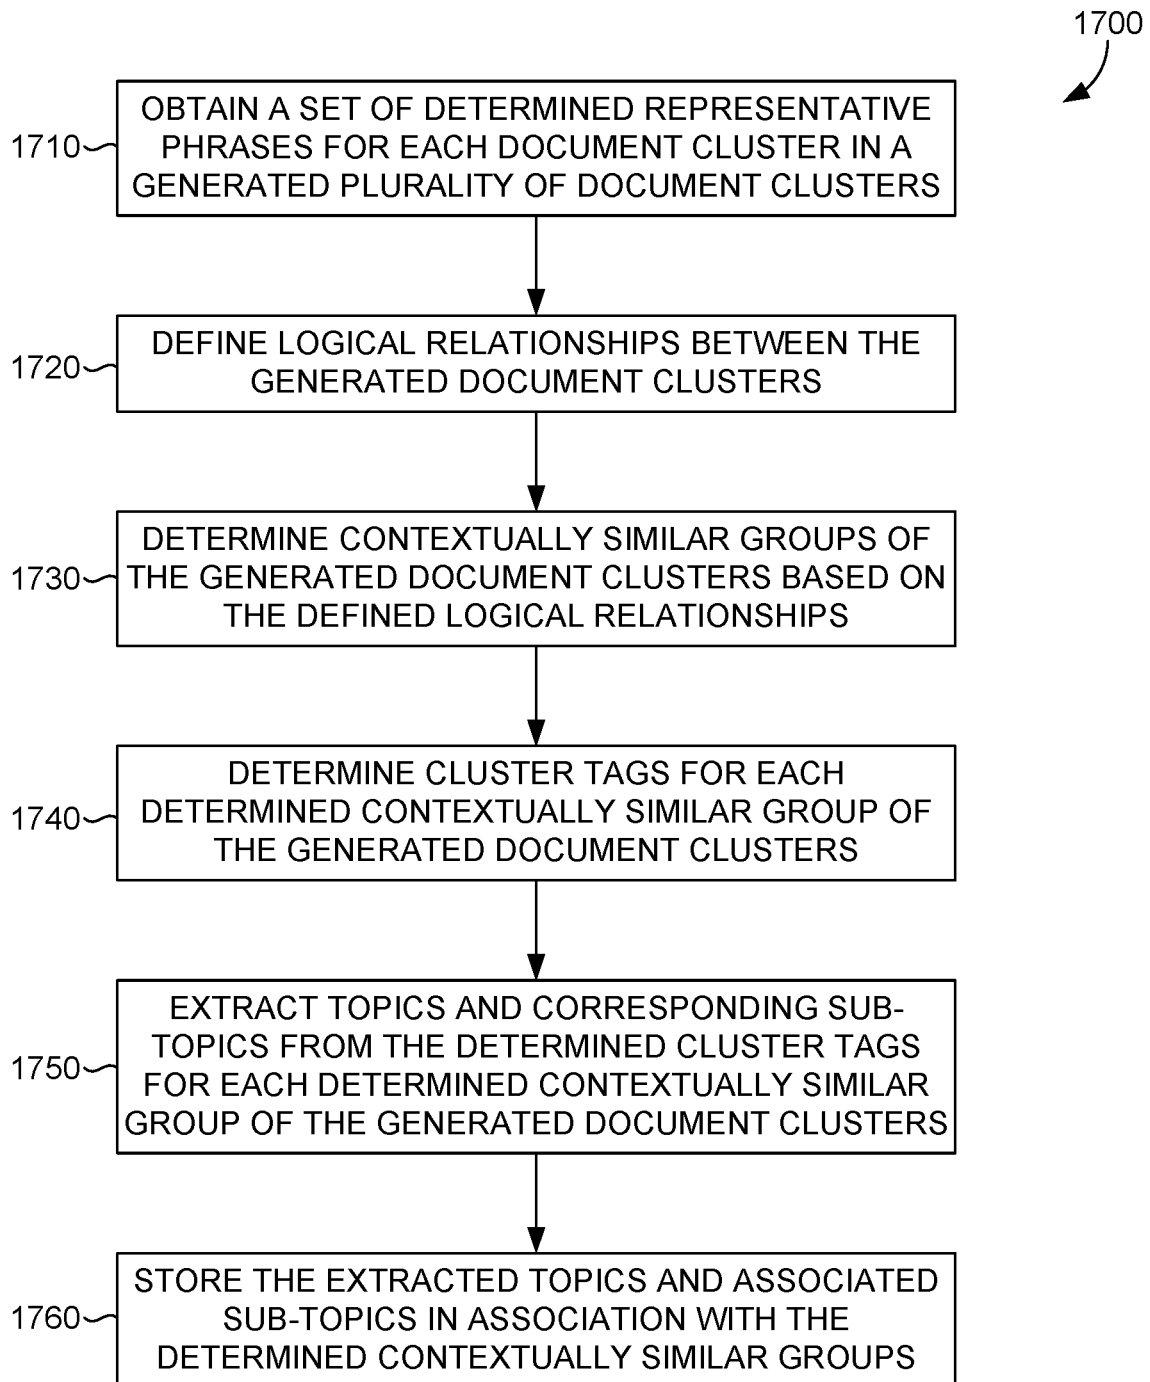 1700
1710
OBTAIN A SET OF DETERMINED REPRESENTATIVE
PHRASES FOR EACH DOCUMENT CLUSTER IN A
GENERATED PLURALITY OF DOCUMENT CLUSTERS
1720
DEFINE LOGICAL RELATIONSHIPS BETWEEN THE
GENERATED DOCUMENT CLUSTERS
1730
DETERMINE CONTEXTUALLY SIMILAR GROUPS OF
THE GENERATED DOCUMENT CLUSTERS BASED ON
THE DEFINED LOGICAL RELATIONSHIPS
1740
DETERMINE CLUSTER TAGS FOR EACH
DETERMINED CONTEXTUALLY SIMILAR GROUP OF
THE GENERATED DOCUMENT CLUSTERS
1750
EXTRACT TOPICS AND CORRESPONDING SUB-
TOPICS FROM THE DETERMINED CLUSTER TAGS
FOR EACH DETERMINED CONTEXTUALLY SIMILAR
GROUP OF THE GENERATED DOCUMENT CLUSTERS
1760
STORE THE EXTRACTED TOPICS AND ASSOCIATED
SUB-TOPICS IN ASSOCIATION WITH THE
DETERMINED CONTEXTUALLY SIMILAR GROUPS